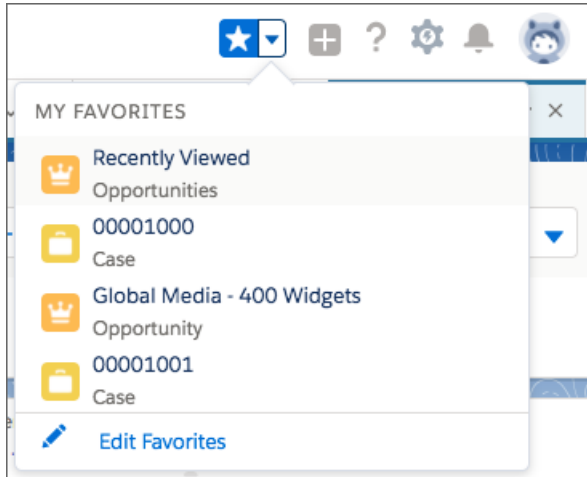 MY FAVORITES
Recently Viewed
Opportunities
00001000
Case
Global Media - 400 Widgets
Opportunity
00001001
Case
Edit Favorites